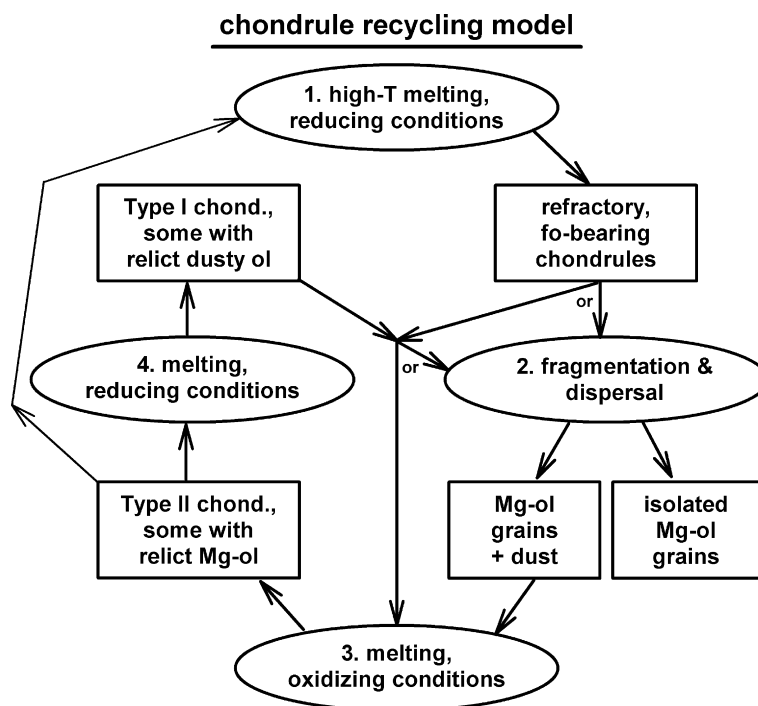 chondrule recycling model
1. high-T melting,
reducing conditions
Type I chond.,
some with
relict dusty ol
refractory,
fo-bearing
chondrules
or
or
4. melting,
reducing conditions
2. fragmentation &
dispersal
Type II chond.,
some with
relict Mg-ol
Mg-ol
grains
+ dust
isolated
Mg-ol
grains
3. melting,
oxidizing conditions